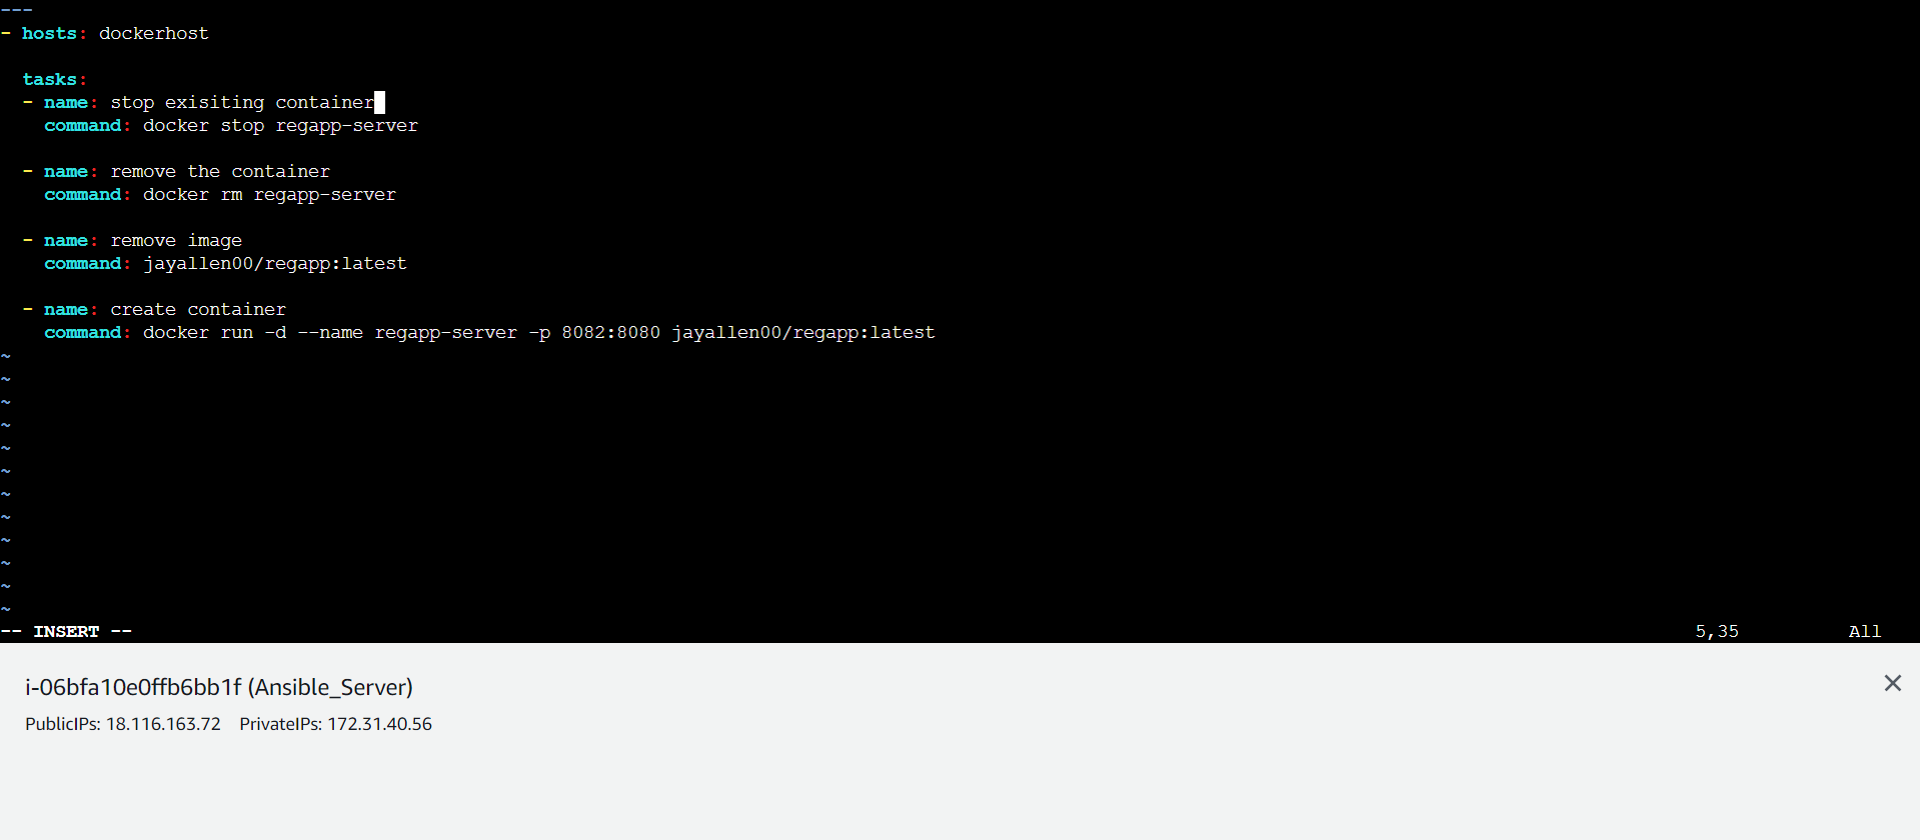 ---
- hosts: dockerhost
tasks:
- name: stop exisiting container
command: docker stop regapp-server
- name: remove the container
command: docker rm regapp-server
- name: remove image
command: jayallen00/regapp:latest
- name: create container
command: docker run -d --name regapp-server -p 8082:8080 jayallen00/regapp:latest
~
~
~
~
~
~
~
~
~
~
~
~
-- INSERT -- 5,35 All
i-06bfa10e0ffb6bb1f (Ansible_Server)
PublicIPs: 18.116.163.72 PrivateIPs: 172.31.40.56